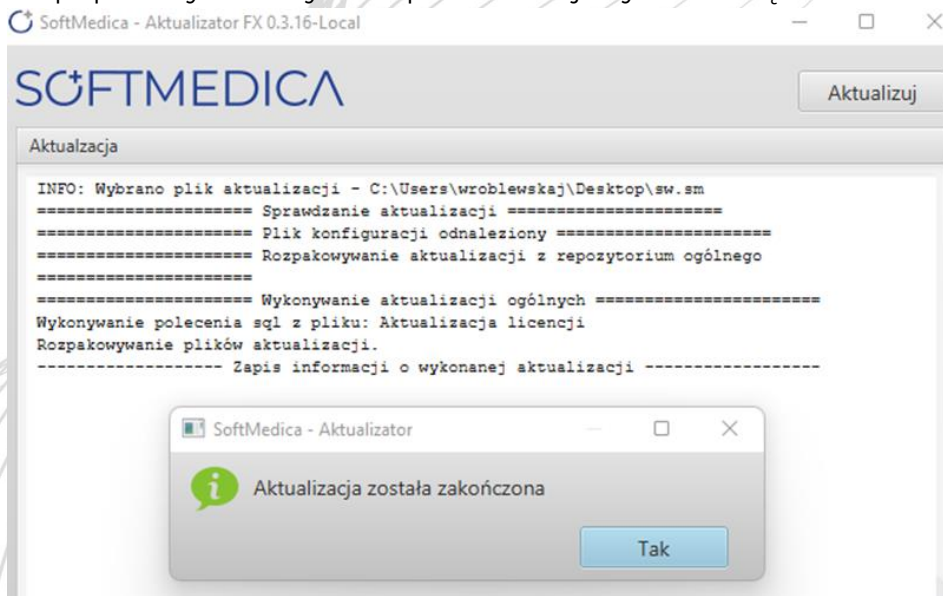 SoftMedica - Aktualizator FX 0.3.16-Local
SOFTMEDICA
Aktualizuj
Aktualzacja
INFO: Wybrano plik aktualizacji - C:\Users\wroblewskaj\Desktop\sw.sm
====================== Sprawdzanie aktualizacji ======================
====================== Plik konfiguracji odnaleziony ======================
====================== Rozpakowywanie aktualizacji z repozytorium ogólnego
======================
====================== Wykonywanie aktualizacji ogólnych =======================
Wykonywanie polecenia sql z pliku: Aktualizacja licencji
Rozpakowywanie plików aktualizacji.
------------------- Zapis informacji o wykonanej aktualizacji ------------------
SoftMedica - Aktualizator
Aktualizacja została zakończona
Tak